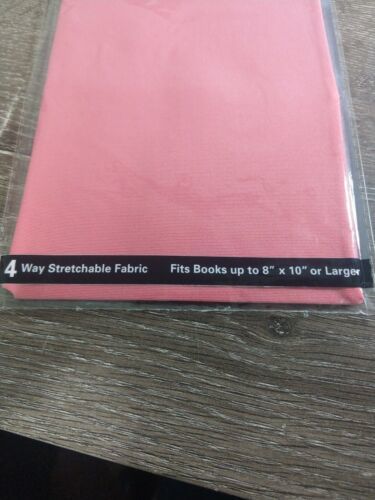 4 Way Stretchable Fabric Fits Books up to 8" x 10" or Larger